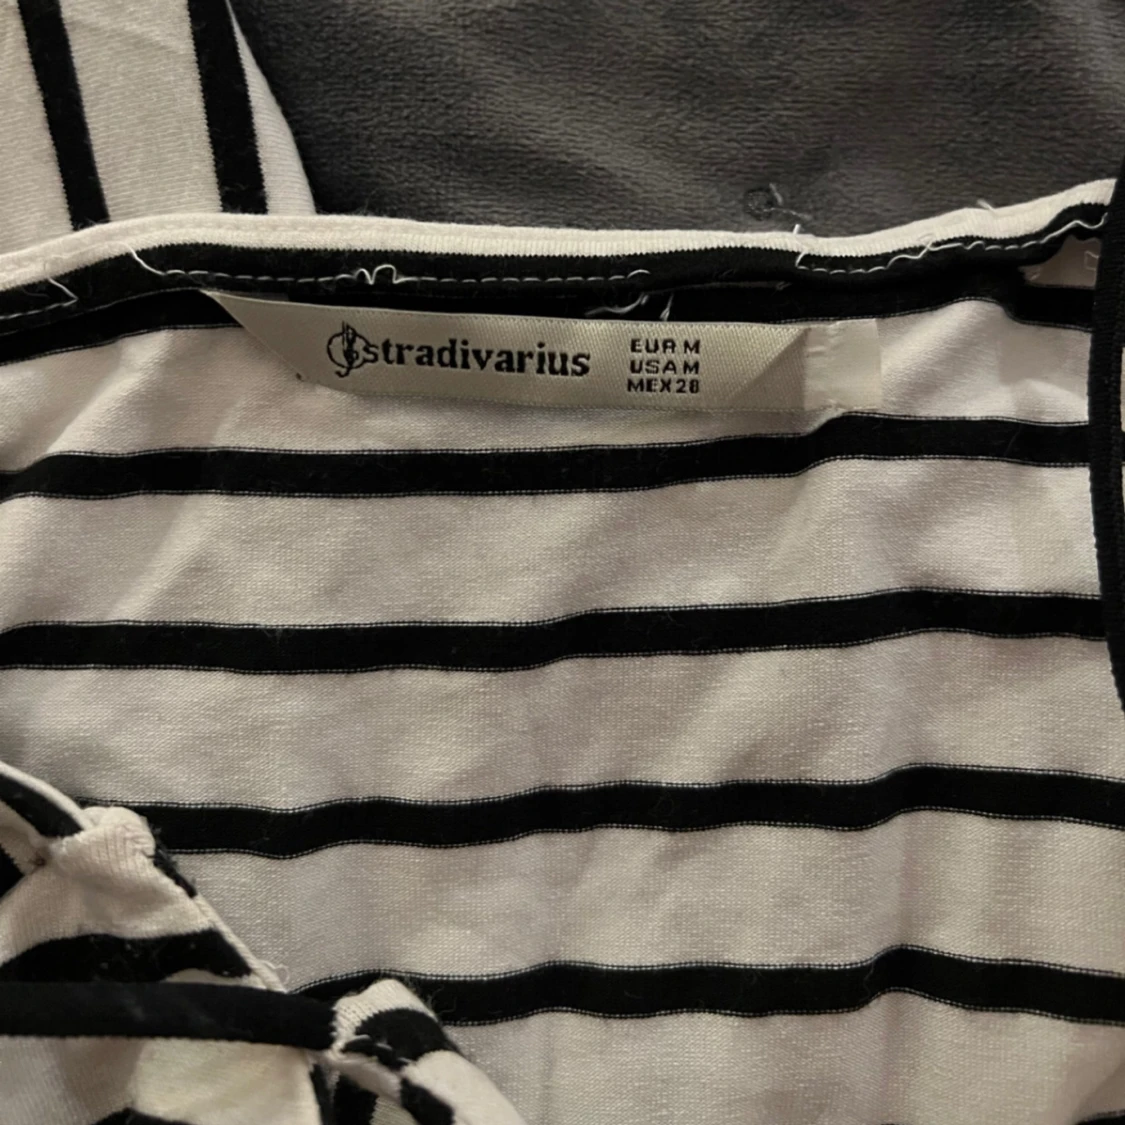 stradivarius
EUR M
USA M
MEX 28